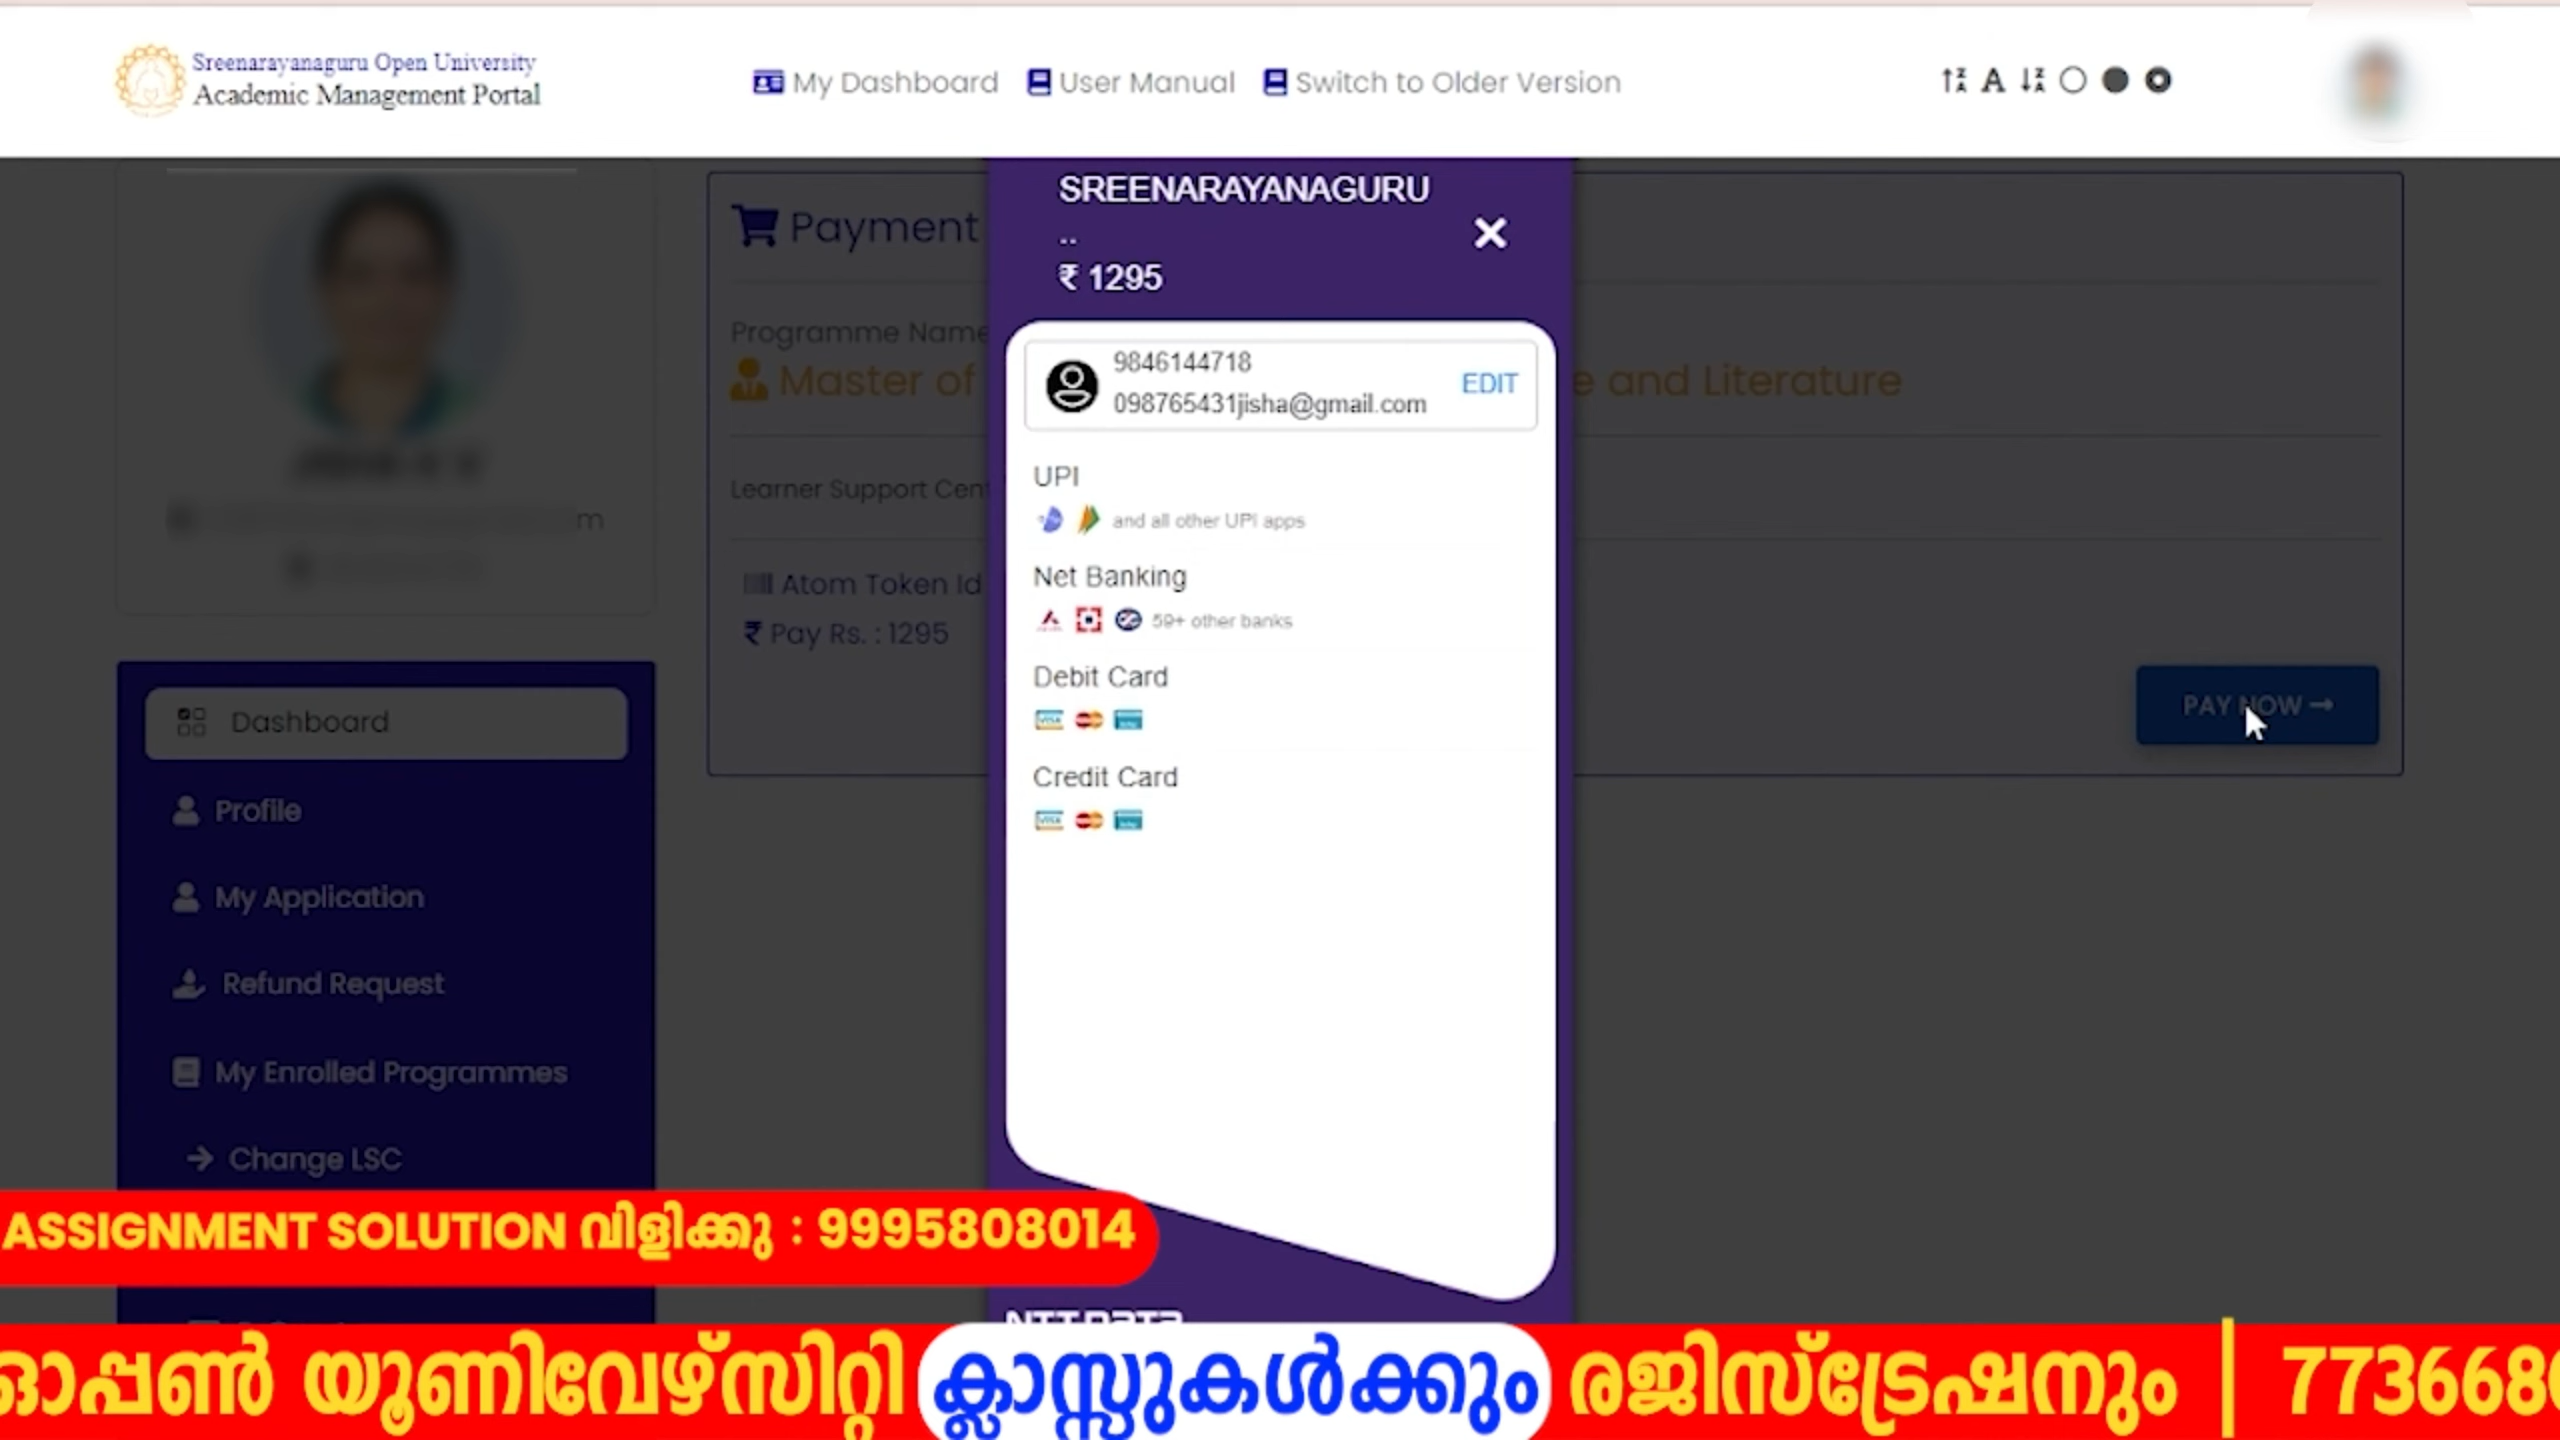 Sreenarayanaguru Open University
Academic Management Portal
My Dashboard
User Manual
Switch to Older Version
A
SREENARAYANAGURU
..
₹ 1295
Payment
Programme Name
Master of
e and Literature
9846144718
098765431jisha@gmail.com
EDIT
Learner Support Cent
m
UPI
and all other UPI apps
Net Banking
59+ other banks
Atom Token Id
₹ Pay Rs. : 1295
Debit Card
PAY NOW
Credit Card
Dashboard
Profile
My Application
Refund Request
My Enrolled Programmes
Change LSC
ASSIGNMENT SOLUTION വിളിക്കൂ : 9995808014
ഓപ്പൺ യൂണിവേഴ്സിറ്റി ക്ലാസ്സുകൾക്കും രജിസ്ട്രേഷനും | 773668